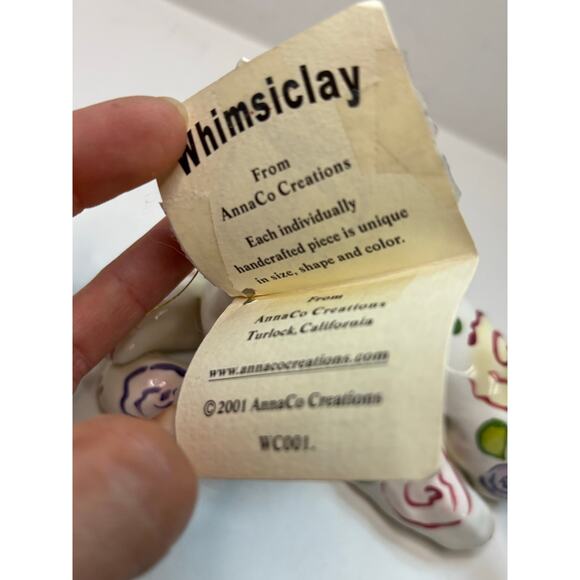 Whimsiclay
From
AnnaCo Creations
Each individually
handcrafted piece is unique
in size, shape and color.
From
AnnaCo Creations
Turlock, California
www.annacocreations.com
© 2001 AnnaCo Creations
WC001.